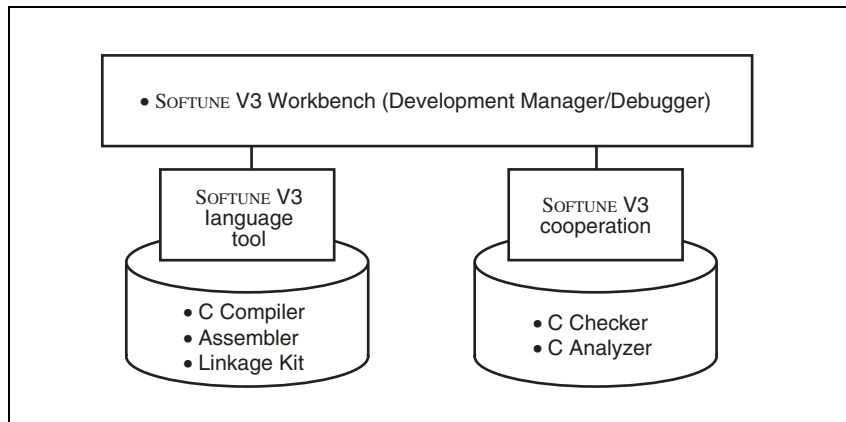 • SOFTUNE V3 Workbench (Development Manager/Debugger)
SOFTUNE V3
language
tool
• C Compiler
• Assembler
• Linkage Kit
SOFTUNE V3
cooperation
• C Checker
• C Analyzer